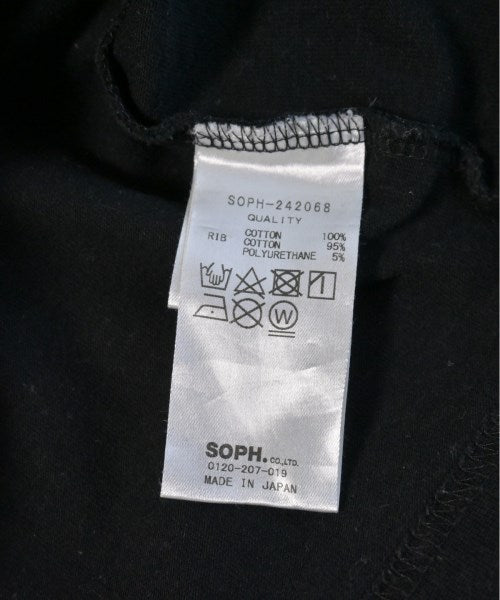 SOPH-242068
QUALITY
COTTON 100%
RIB COTTON 95%
POLYURETHANE 5%
W
SOPH. CO.,LTD.
0120-207-019
MADE IN JAPAN